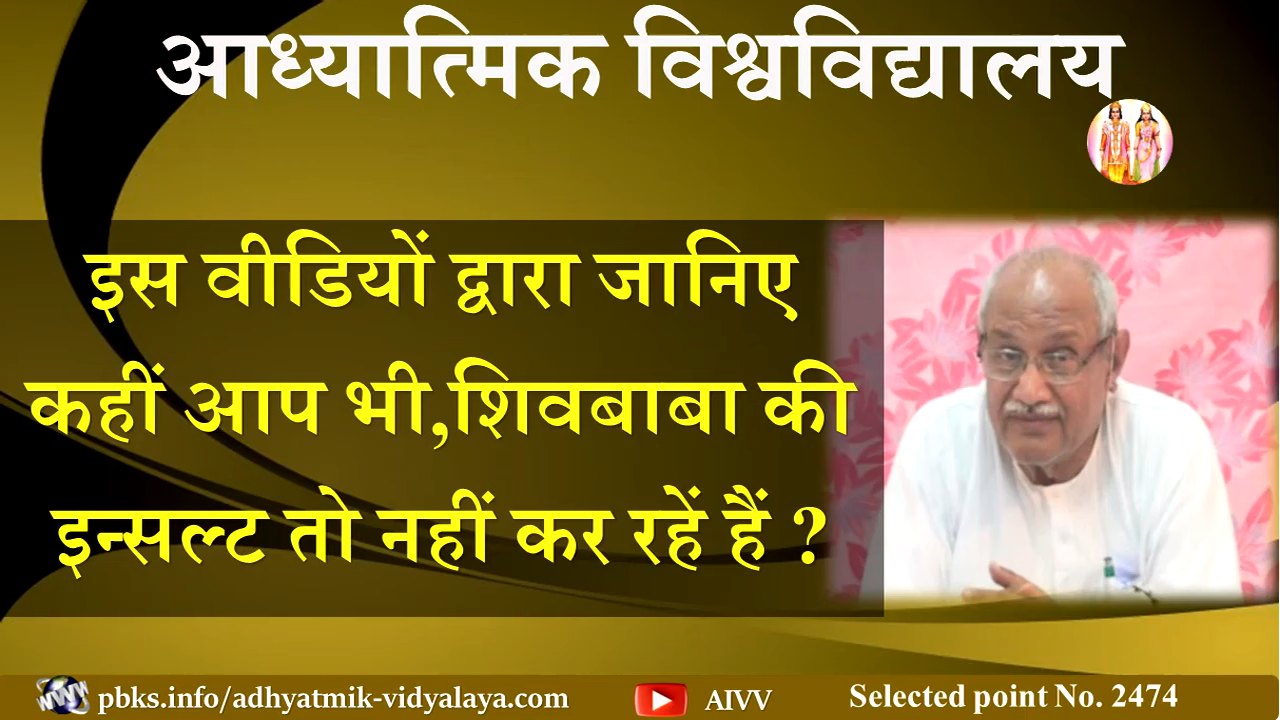 आध्यात्मिक विश्वविद्यालय
इस वीडियों द्वारा जानिए
कहीं आप भी,शिवबाबा की
इन्सल्ट तो नहीं कर रहें हैं ?
www pbks.info/adhyatmik-vidyalaya.com AIVV Selected point No. 2474